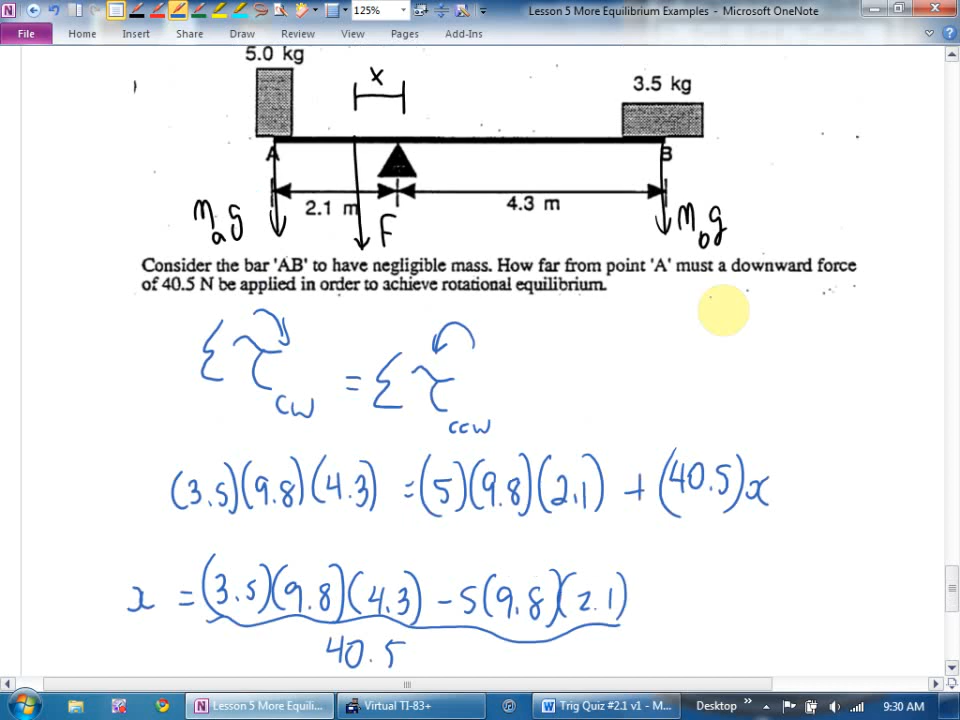 125%
Lesson 5 More Equilibrium Examples - Microsoft OneNote
File Home Insert Share Draw Review View Pages Add-Ins
5.0 kg
x
3.5 kg
A
B
2.1 m
4.3 m
mₐg
F
m_b g
Consider the bar 'AB' to have negligible mass. How far from point 'A' must a downward force
of 40.5 N be applied in order to achieve rotational equilibrium.
Στ_cw = Στ_ccw
(3.5)(9.8)(4.3) = (5)(9.8)(2.1) + (40.5)x
x = (3.5)(9.8)(4.3) - 5(9.8)(2.1)
40.5
Lesson 5 More Equili... Virtual TI-83+ Trig Quiz #2.1 v1 - M... Desktop 9:30 AM